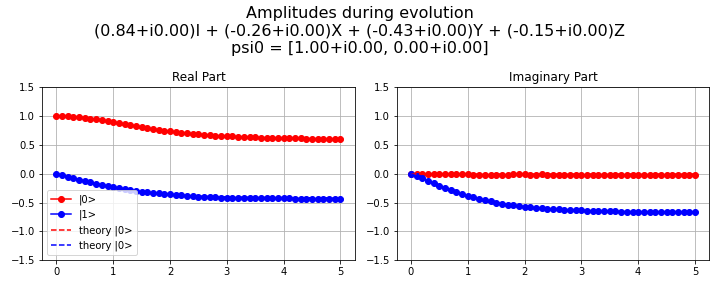 Amplitudes during evolution
(0.84+i0.00)I + (-0.26+i0.00)X + (-0.43+i0.00)Y + (-0.15+i0.00)Z
psi0 = [1.00+i0.00, 0.00+i0.00]
Real Part
1.5
1.0
0.5
0.0
−0.5
−1.0
−1.5
0 1 2 3 4 5
|0>
|1>
theory |0>
theory |0>
Imaginary Part
1.5
1.0
0.5
0.0
−0.5
−1.0
−1.5
0 1 2 3 4 5